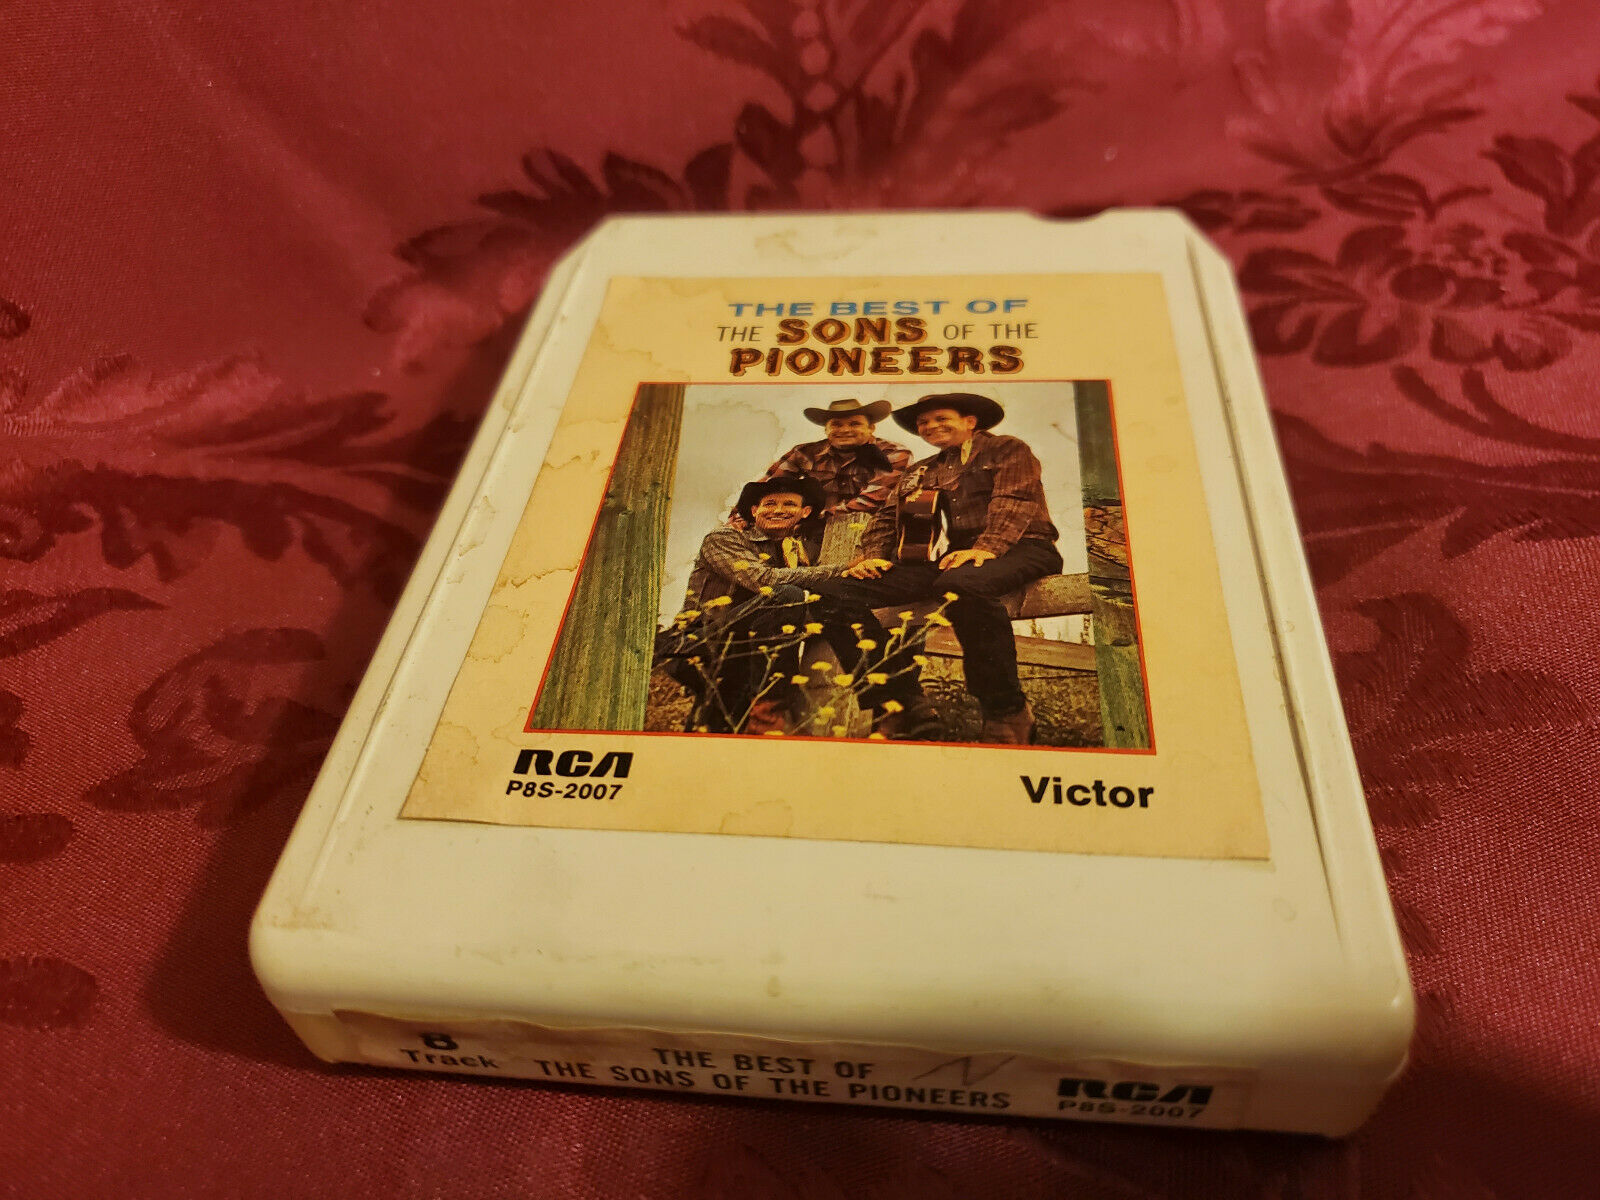 THE BEST OF
THE SONS OF THE
PIONEERS
RCA
P8S-2007
Victor
8
Track
THE BEST OF
THE SONS OF THE PIONEERS
RCA
P8S-2007